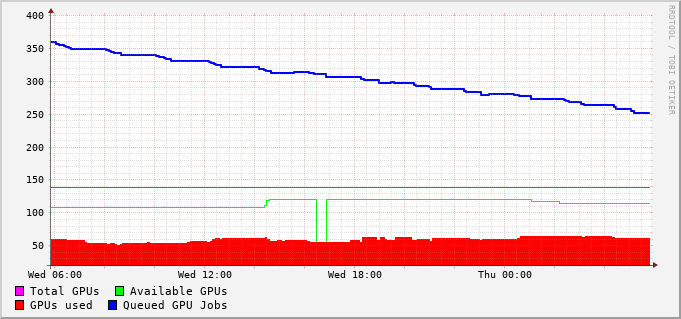 400
350
300
250
200
150
100
50
Wed 06:00 Wed 12:00 Wed 18:00 Thu 00:00
Total GPUs Available GPUs
GPUs used Queued GPU Jobs
RRDTOOL / TOBI OETIKER